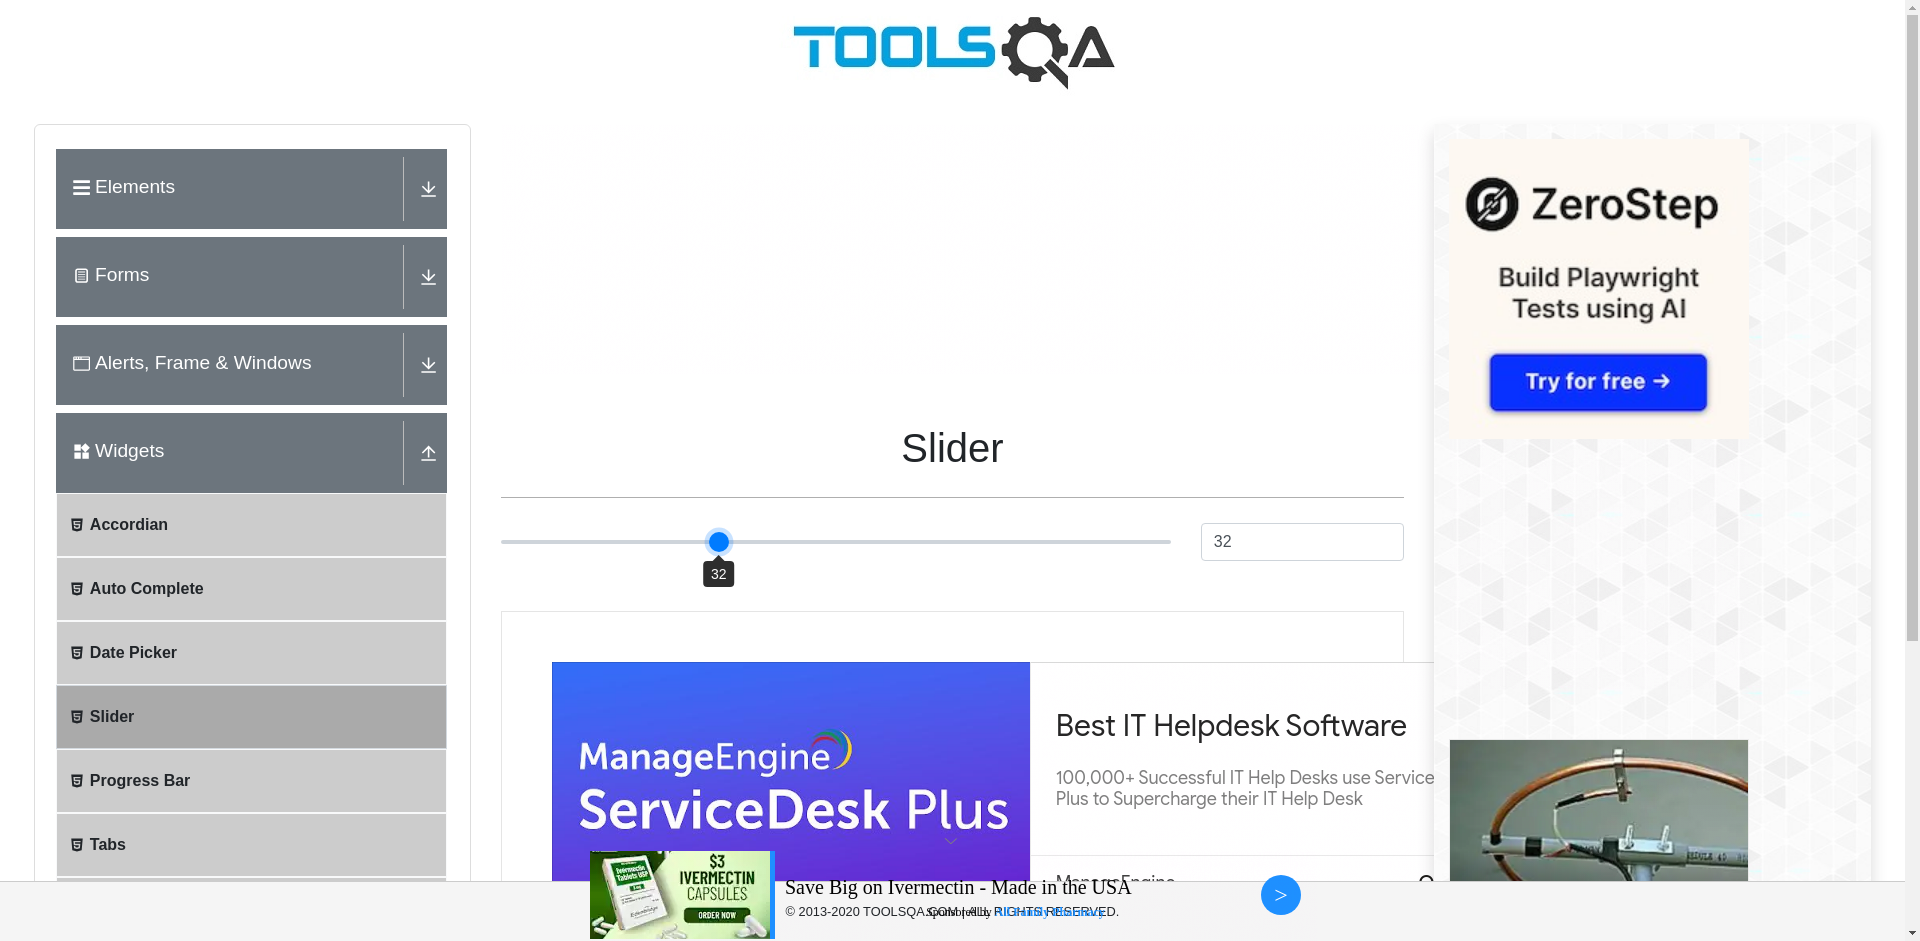 TOOLSQA
Elements
Forms
Alerts, Frame & Windows
Widgets
Accordian
Auto Complete
Date Picker
Slider
Progress Bar
Tabs
Slider
32
32
ManageEngine
ServiceDesk Plus
Best IT Helpdesk Software
100,000+ Successful IT Help Desks use Service
Plus to Supercharge their IT Help Desk
ManageEngine
ZeroStep
Build Playwright
Tests using AI
Try for free →
$3
IVERMECTIN
CAPSULES
ORDER NOW
Save Big on Ivermectin - Made in the USA
© 2013-2020 TOOLSQA.COM | ALL RIGHTS RESERVED.
>